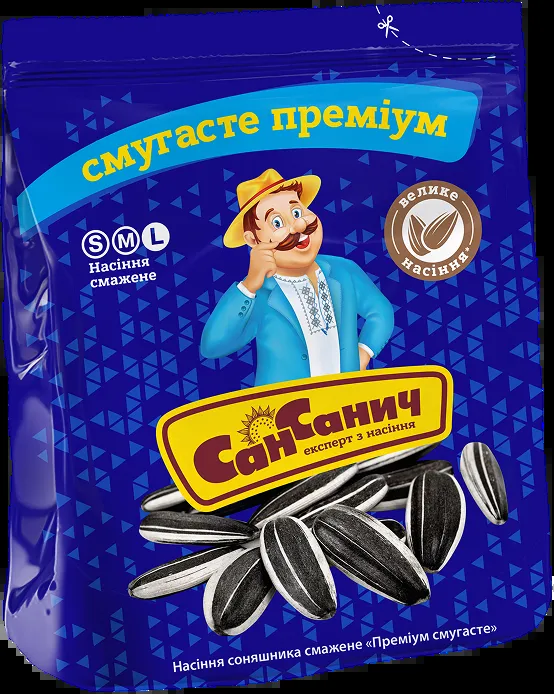 смугасте преміум
S M L
Насіння
смажене
велике
насіння*
СанСанич
експерт з насіння
Насіння соняшника смажене «Преміум смугасте»